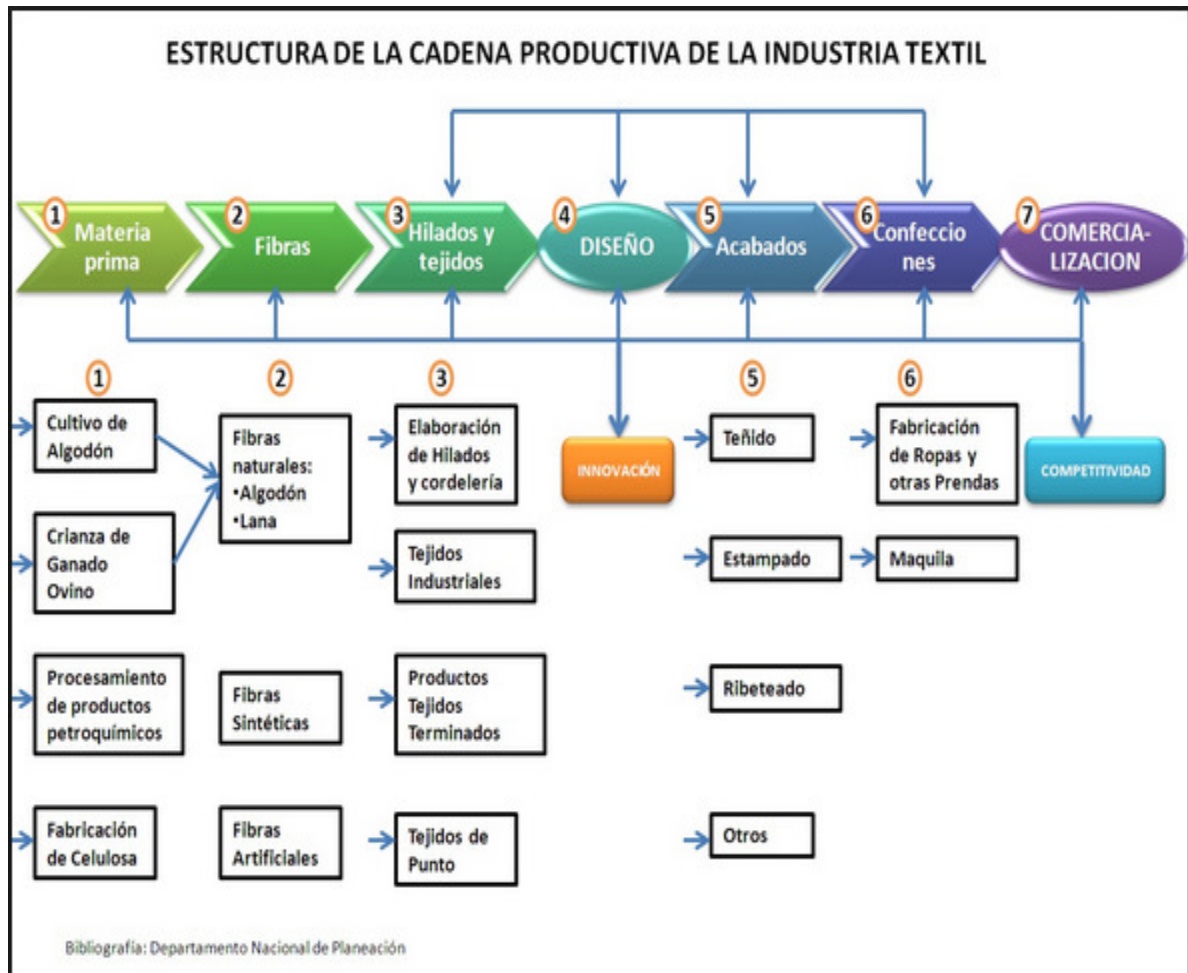 ESTRUCTURA DE LA CADENA PRODUCTIVA DE LA INDUSTRIA TEXTIL
1
Materia
prima
2
Fibras
3
Hilados y
tejidos
4
DISEÑO
5
Acabados
6
Confeccio
nes
7
COMERCIA-
LIZACION
1
Cultivo de
Algodón
Crianza de
Ganado
Ovino
Procesamiento
de productos
petroquímicos
Fabricación
de Celulosa
2
Fibras
naturales:
•Algodón
•Lana
Fibras
Sintéticas
Fibras
Artificiales
3
Elaboración
de Hilados
y cordelería
Tejidos
Industriales
Productos
Tejidos
Terminados
Tejidos de
Punto
INNOVACIÓN
5
Teñido
Estampado
Ribeteado
Otros
6
Fabricación
de Ropas y
otras Prendas
Maquila
COMPETITIVIDAD
Bibliografía: Departamento Nacional de Planeación